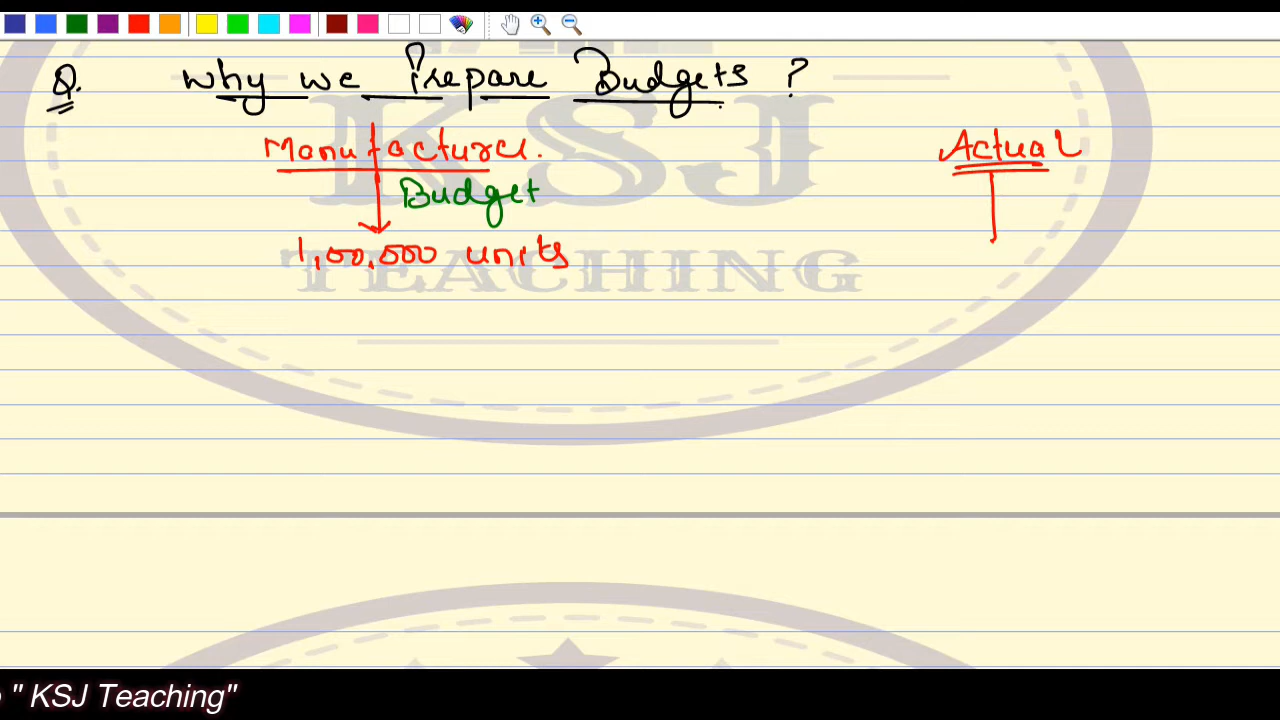 Q. Why we Prepare Budgets ?
Manufacturer. Actual
Budget
1,00,000 units
KSJ
TEACHING
" KSJ Teaching"